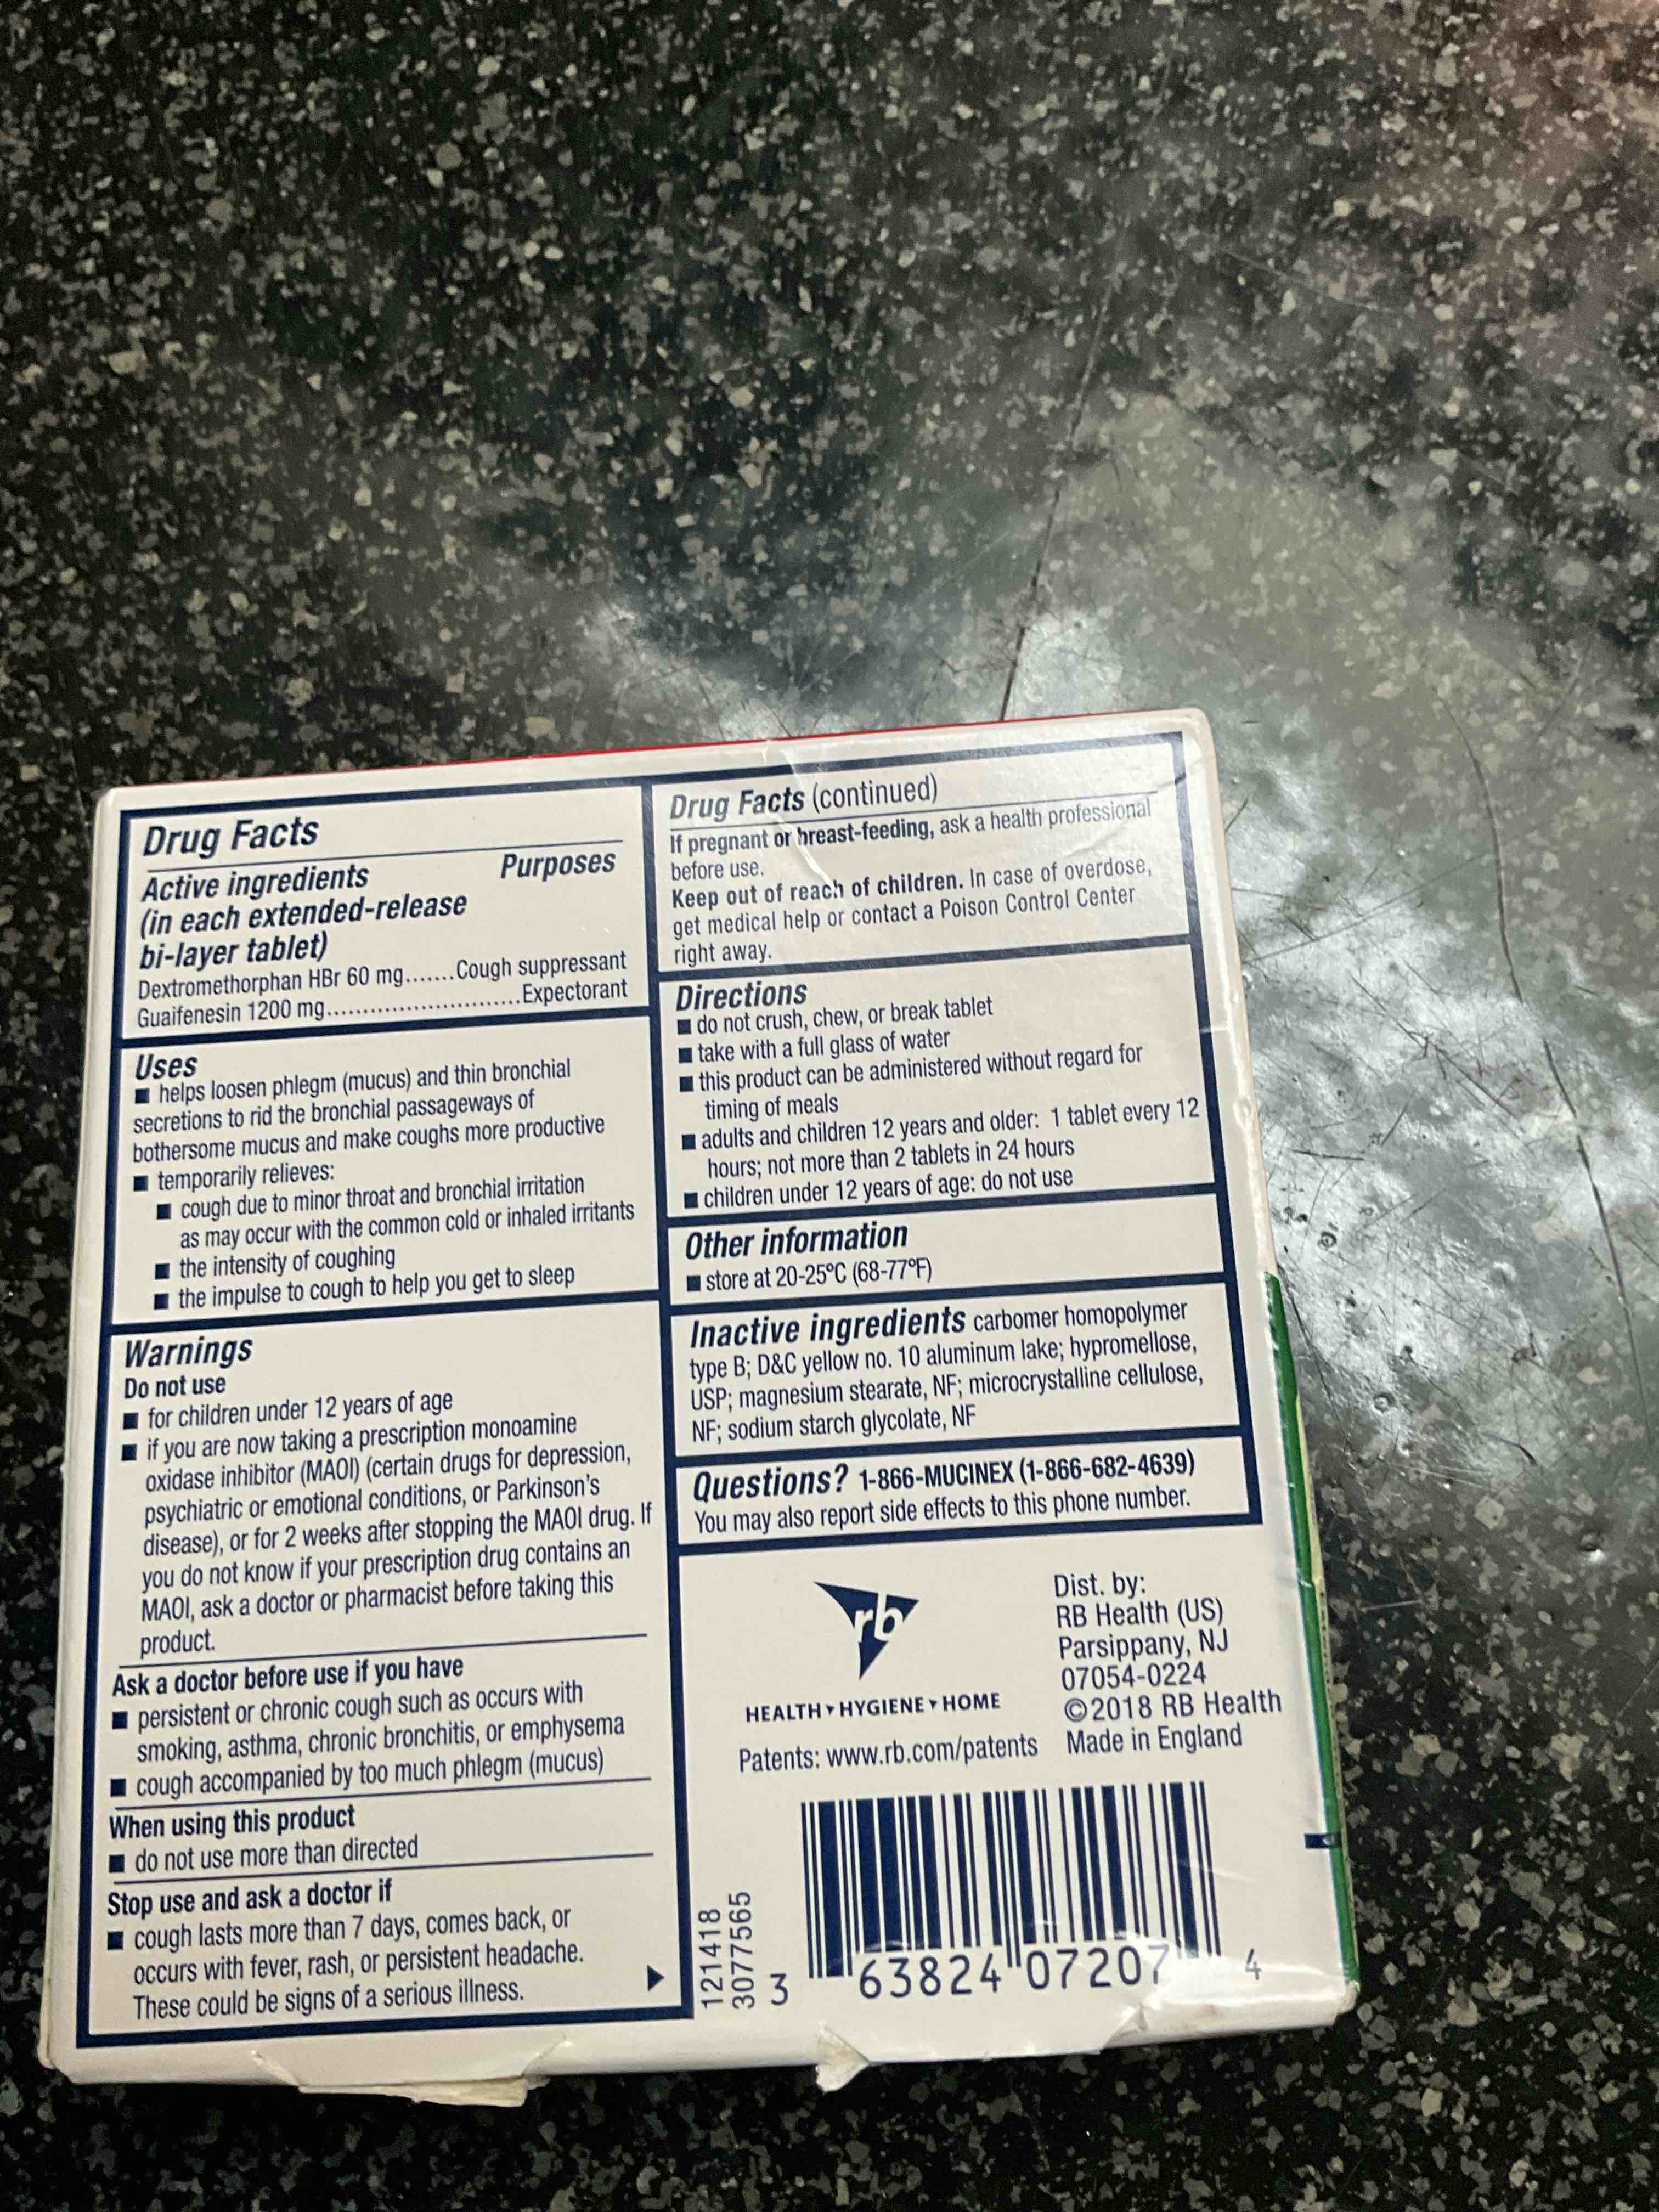 Drug Facts
Active ingredients Purposes
(in each extended-release
bi-layer tablet)
Dextromethorphan HBr 60 mg.......Cough suppressant
Guaifenesin 1200 mg...........................Expectorant
Uses
■ helps loosen phlegm (mucus) and thin bronchial
secretions to rid the bronchial passageways of
bothersome mucus and make coughs more productive
■ temporarily relieves:
■ cough due to minor throat and bronchial irritation
as may occur with the common cold or inhaled irritants
■ the intensity of coughing
■ the impulse to cough to help you get to sleep
Warnings
Do not use
■ for children under 12 years of age
■ if you are now taking a prescription monoamine
oxidase inhibitor (MAOI) (certain drugs for depression,
psychiatric or emotional conditions, or Parkinson's
disease), or for 2 weeks after stopping the MAOI drug. If
you do not know if your prescription drug contains an
MAOI, ask a doctor or pharmacist before taking this
product.
Ask a doctor before use if you have
■ persistent or chronic cough such as occurs with
smoking, asthma, chronic bronchitis, or emphysema
■ cough accompanied by too much phlegm (mucus)
When using this product
■ do not use more than directed
Stop use and ask a doctor if
■ cough lasts more than 7 days, comes back, or
occurs with fever, rash, or persistent headache.
These could be signs of a serious illness.
Drug Facts (continued)
If pregnant or breast-feeding, ask a health professional
before use.
Keep out of reach of children. In case of overdose,
get medical help or contact a Poison Control Center
right away.
Directions
■ do not crush, chew, or break tablet
■ take with a full glass of water
■ this product can be administered without regard for
timing of meals
■ adults and children 12 years and older: 1 tablet every 12
hours; not more than 2 tablets in 24 hours
■ children under 12 years of age: do not use
Other information
■ store at 20-25°C (68-77°F)
Inactive ingredients carbomer homopolymer
type B; D&C yellow no. 10 aluminum lake; hypromellose,
USP; magnesium stearate, NF; microcrystalline cellulose,
NF; sodium starch glycolate, NF
Questions? 1-866-MUCINEX (1-866-682-4639)
You may also report side effects to this phone number.
rb
HEALTH HYGIENE HOME
Patents: www.rb.com/patents
Dist. by:
RB Health (US)
Parsippany, NJ
07054-0224
©2018 RB Health
Made in England
121418
3077565
3 63824 07207 4